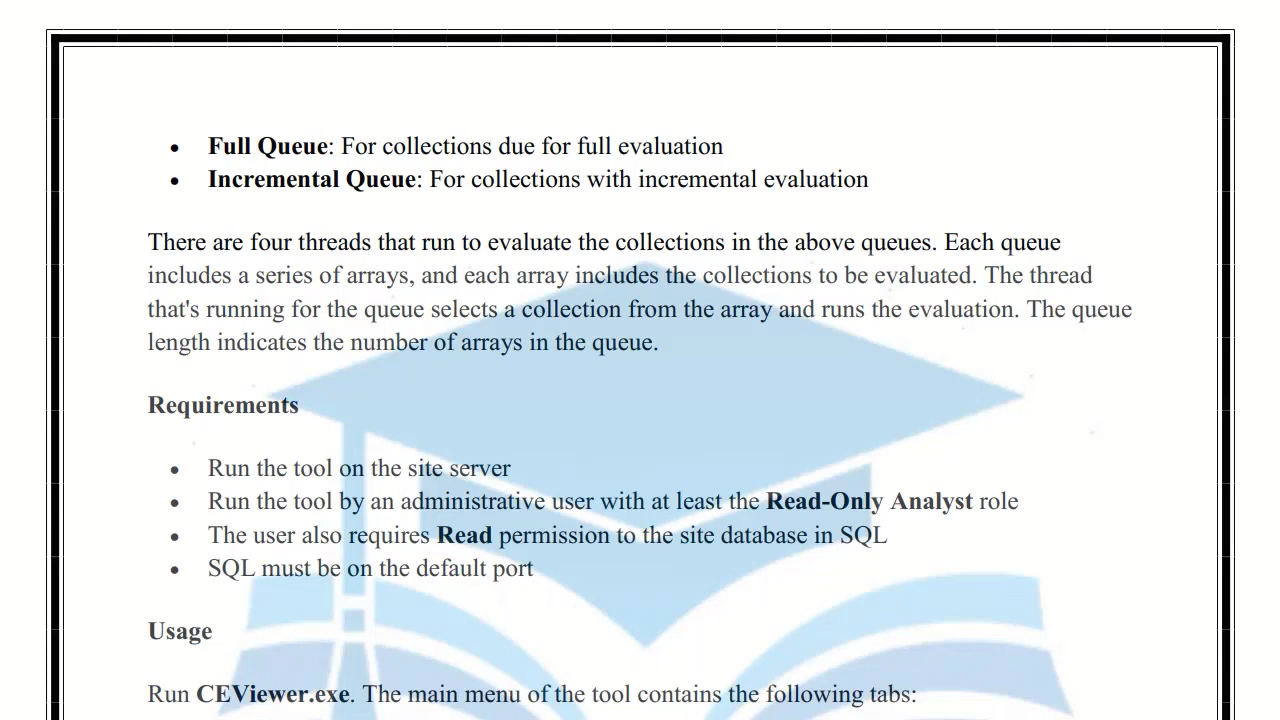 • Full Queue: For collections due for full evaluation
• Incremental Queue: For collections with incremental evaluation
There are four threads that run to evaluate the collections in the above queues. Each queue
includes a series of arrays, and each array includes the collections to be evaluated. The thread
that's running for the queue selects a collection from the array and runs the evaluation. The queue
length indicates the number of arrays in the queue.
Requirements
• Run the tool on the site server
• Run the tool by an administrative user with at least the Read-Only Analyst role
• The user also requires Read permission to the site database in SQL
• SQL must be on the default port
Usage
Run CEViewer.exe. The main menu of the tool contains the following tabs: